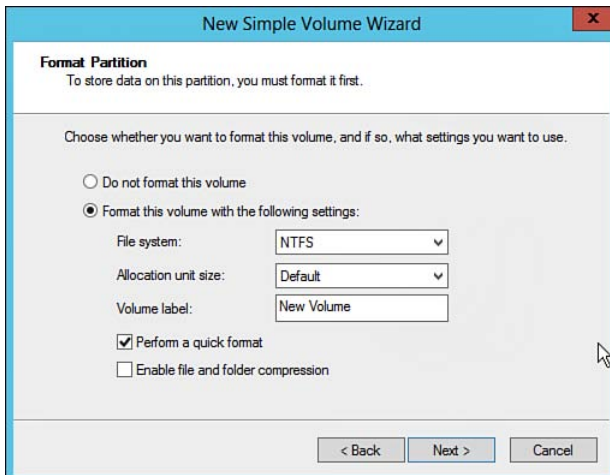 New Simple Volume Wizard
x
Format Partition
To store data on this partition, you must format it first.
Choose whether you want to format this volume, and if so, what settings you want to use.
Do not format this volume
Format this volume with the following settings:
File system: NTFS
Allocation unit size: Default
Volume label: New Volume
Perform a quick format
Enable file and folder compression
< Back Next > Cancel